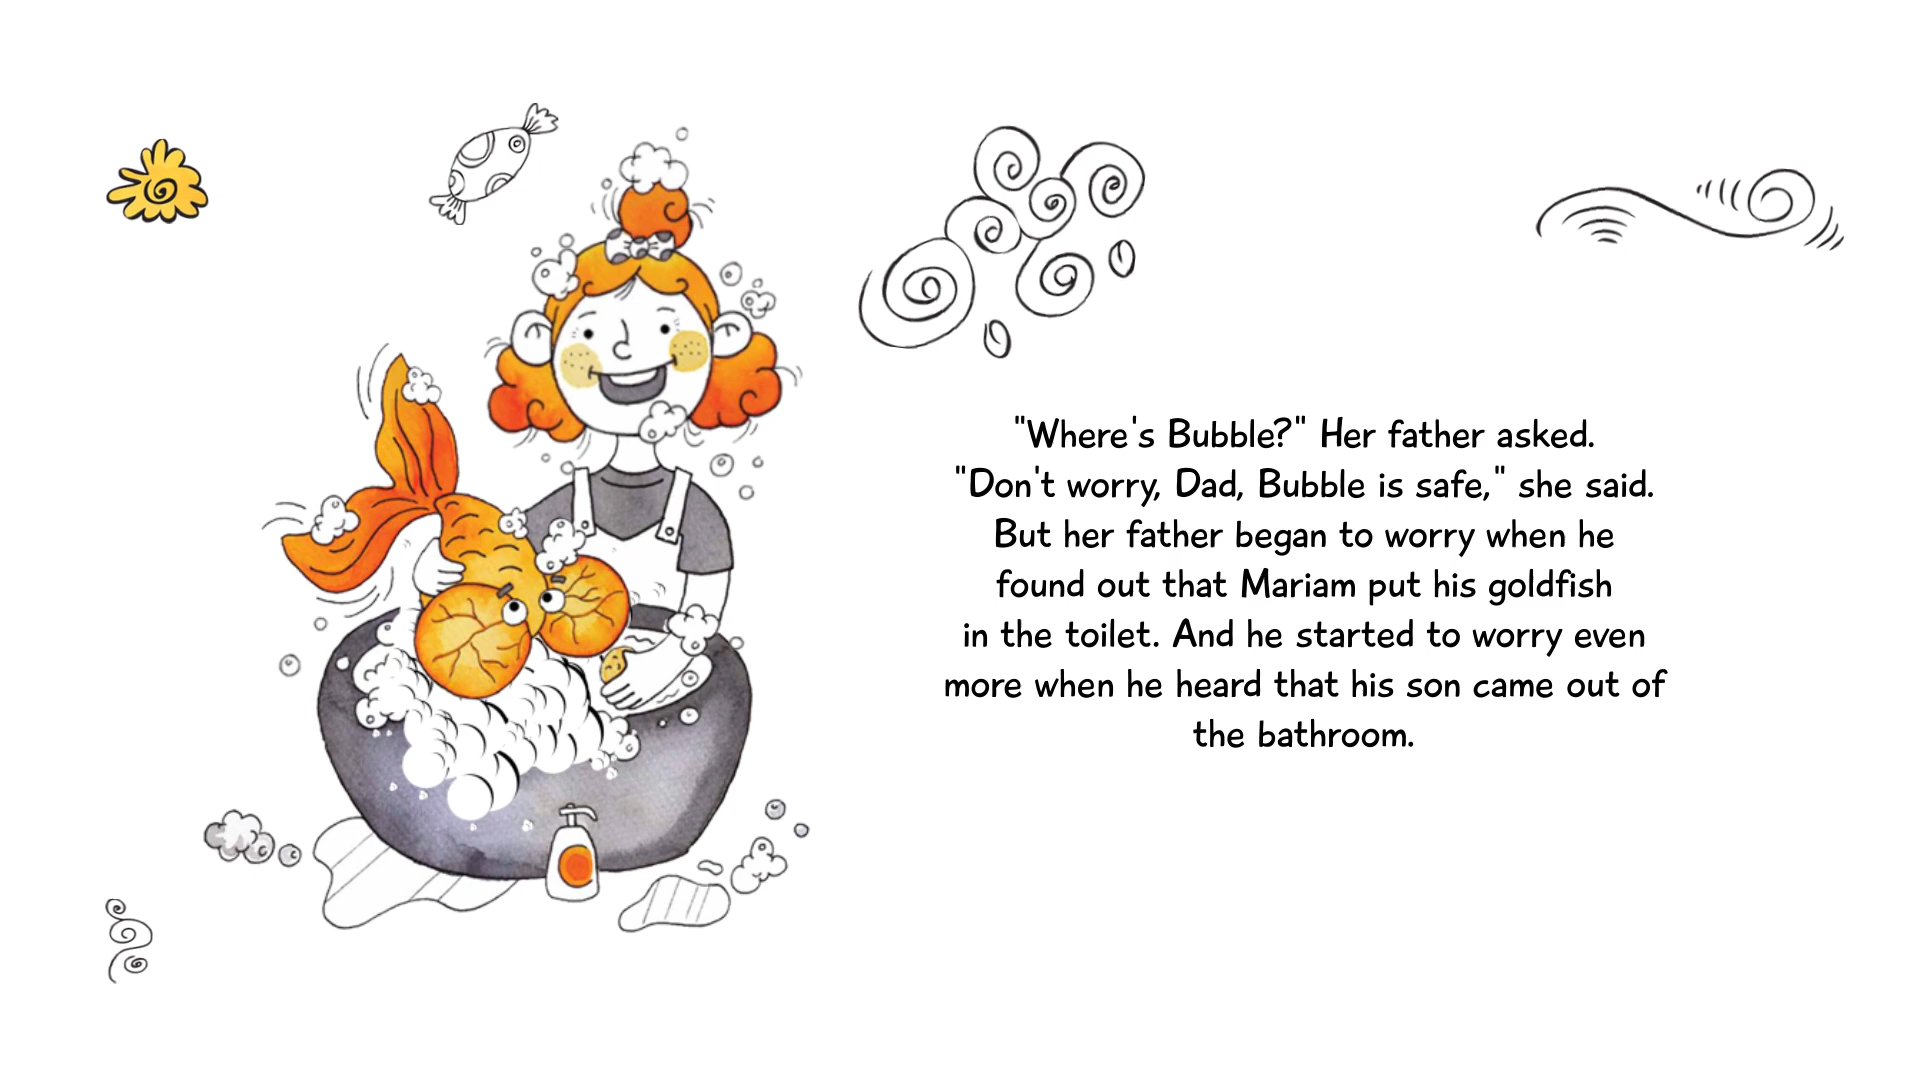 "Where's Bubble?" Her father asked.
"Don't worry, Dad, Bubble is safe," she said.
But her father began to worry when he
found out that Mariam put his goldfish
in the toilet. And he started to worry even
more when he heard that his son came out of
the bathroom.